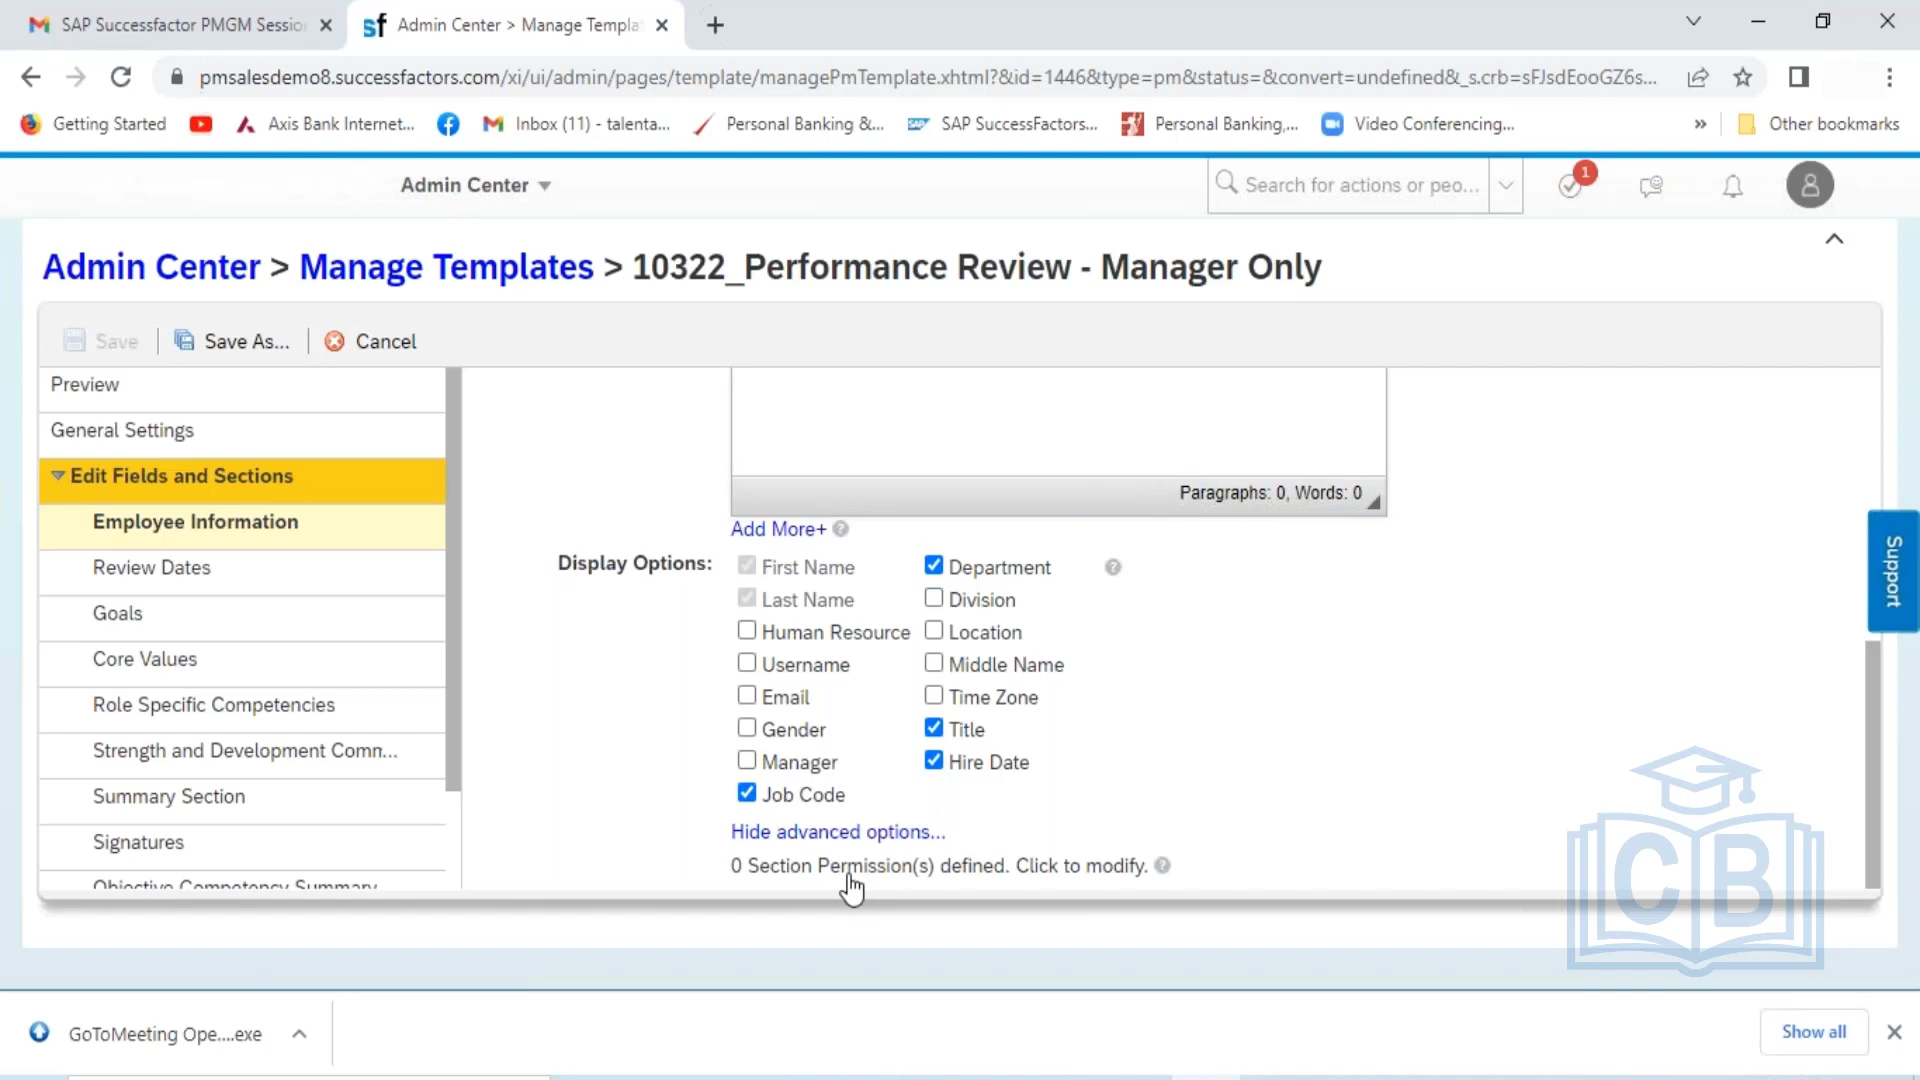 SAP Successfactor PMGM Sessio
sf Admin Center > Manage Templa
pmsalesdemo8.successfactors.com/xi/ui/admin/pages/template/managePmTemplate.xhtml?&id=1446&type=pm&status=&convert=undefined&_s.crb=sFJsdEooGZ6s...
Getting Started
Axis Bank Internet...
Inbox (11) - talenta...
Personal Banking &...
SAP SuccessFactors...
Personal Banking,...
Video Conferencing...
»
Other bookmarks
Admin Center
Search for actions or peo...
1
Admin Center > Manage Templates > 10322_Performance Review - Manager Only
Save
Save As...
Cancel
Preview
General Settings
Edit Fields and Sections
Employee Information
Review Dates
Goals
Core Values
Role Specific Competencies
Strength and Development Comm...
Summary Section
Signatures
Objective Competency Summary
Paragraphs: 0, Words: 0
Add More+
Display Options:
First Name
Department
Last Name
Division
Human Resource
Location
Username
Middle Name
Email
Time Zone
Gender
Title
Manager
Hire Date
Job Code
Hide advanced options...
0 Section Permission(s) defined. Click to modify.
Support
CB
GoToMeeting Ope....exe
Show all